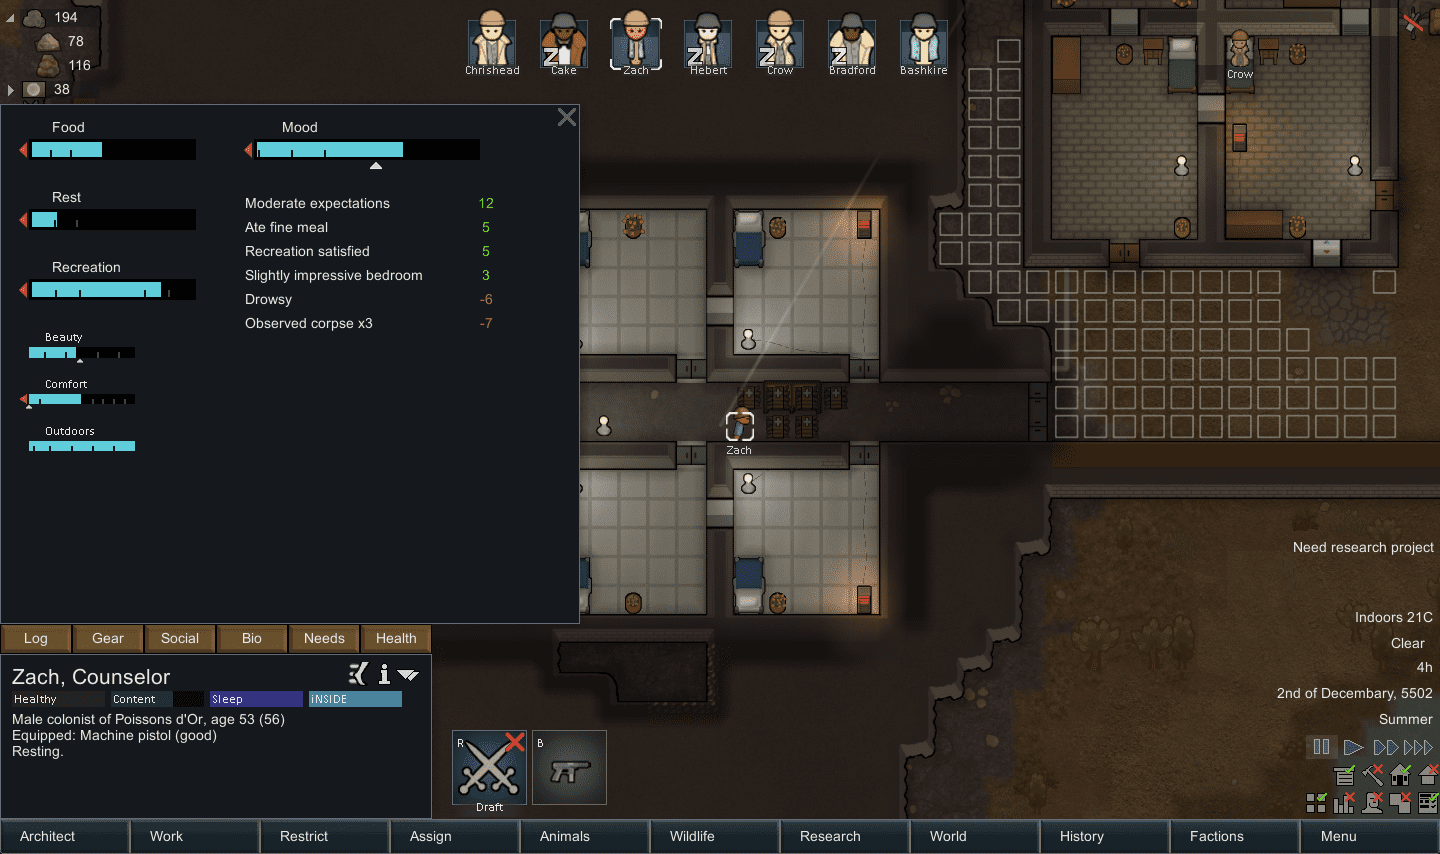 194
78
116
38
Chrishead
Cake
Zach
Hebert
Crow
Bradford
Bashkire
Crow
Food
Mood
Rest
Recreation
Beauty
Comfort
Outdoors
Moderate expectations 12
Ate fine meal 5
Recreation satisfied 5
Slightly impressive bedroom 3
Drowsy -6
Observed corpse x3 -7
Zach
Need research project
Indoors 21C
Clear
4h
2nd of Decembary, 5502
Summer
Log Gear Social Bio Needs Health
Zach, Counselor
Healthy Content Sleep iNSIDE
Male colonist of Poissons d'Or, age 53 (56)
Equipped: Machine pistol (good)
Resting.
R
B
Draft
Architect Work Restrict Assign Animals Wildlife Research World History Factions Menu